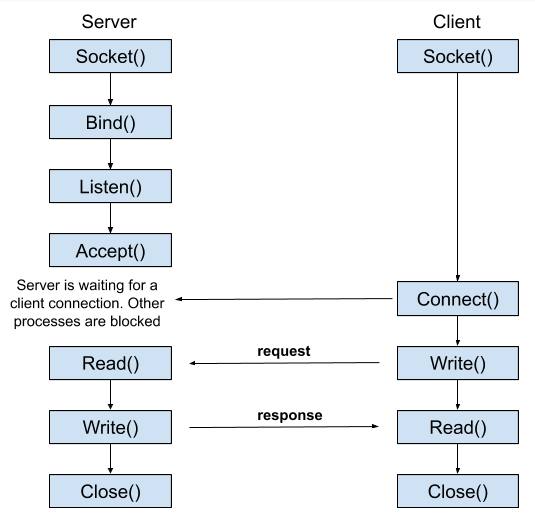 Server
Client
Socket()
Socket()
Bind()
Listen()
Accept()
Server is waiting for a
client connection. Other
processes are blocked
Connect()
Read()
request
Write()
Write()
response
Read()
Close()
Close()